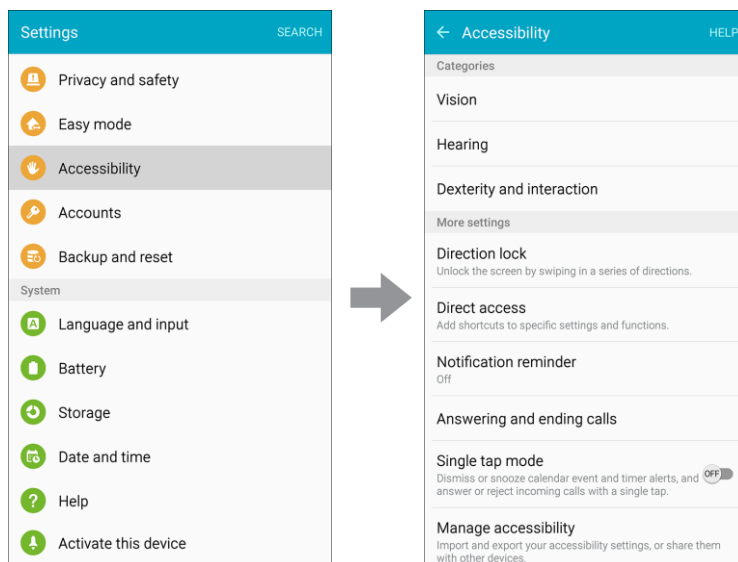 Settings
SEARCH
Privacy and safety
Easy mode
Accessibility
Accounts
Backup and reset
System
Language and input
Battery
Storage
Date and time
Help
Activate this device
Accessibility
HELP
Categories
Vision
Hearing
Dexterity and interaction
More settings
Direction lock
Unlock the screen by swiping in a series of directions.
Direct access
Add shortcuts to specific settings and functions.
Notification reminder
Off
Answering and ending calls
Single tap mode
Dismiss or snooze calendar event and timer alerts, and
answer or reject incoming calls with a single tap.
OFF
Manage accessibility
Import and export your accessibility settings, or share them
with other devices.